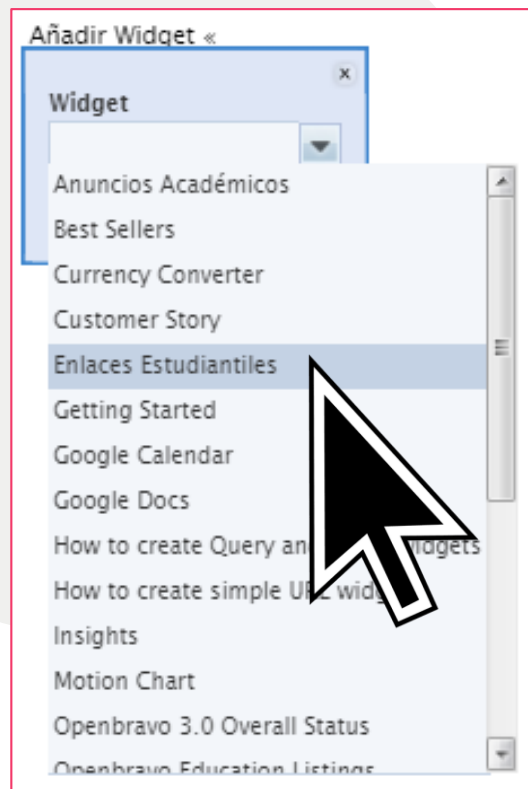 Añadir Widget «
x
Widget
Anuncios Académicos
Best Sellers
Currency Converter
Customer Story
Enlaces Estudiantiles
Getting Started
Google Calendar
Google Docs
How to create Query an
How to create simple
Insights
Motion Chart
Openbravo 3.0 Overall Status
Openbravo Education Listings